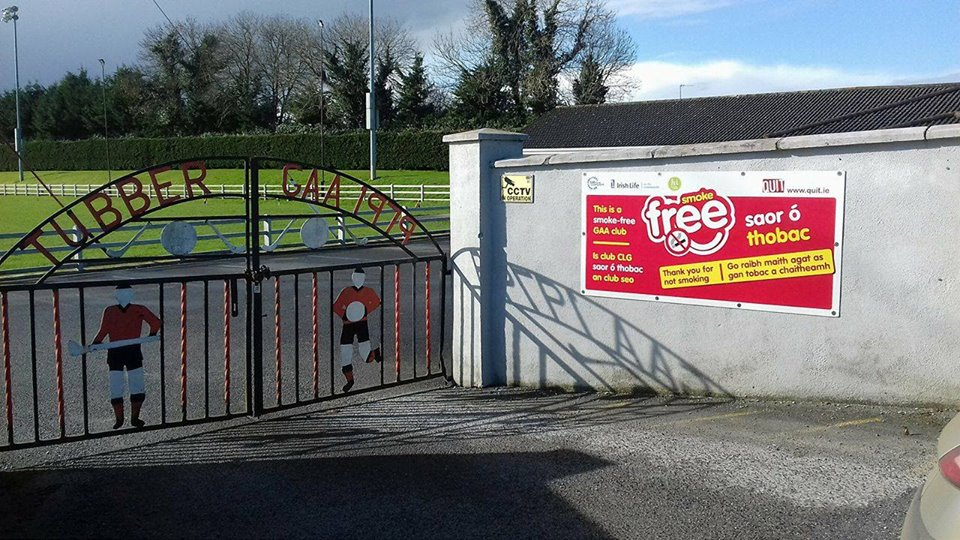 TUBBER GAA 1919
CCTV
IN OPERATION
Irish Life
QUIT
www.quit.ie
This is a
smoke-free
GAA club
Is club CLG
saor ó thobac
an club seo
smoke
free
saor ó
thobac
Thank you for
not smoking
Go raibh maith agat as
gan tobac a chaitheamh